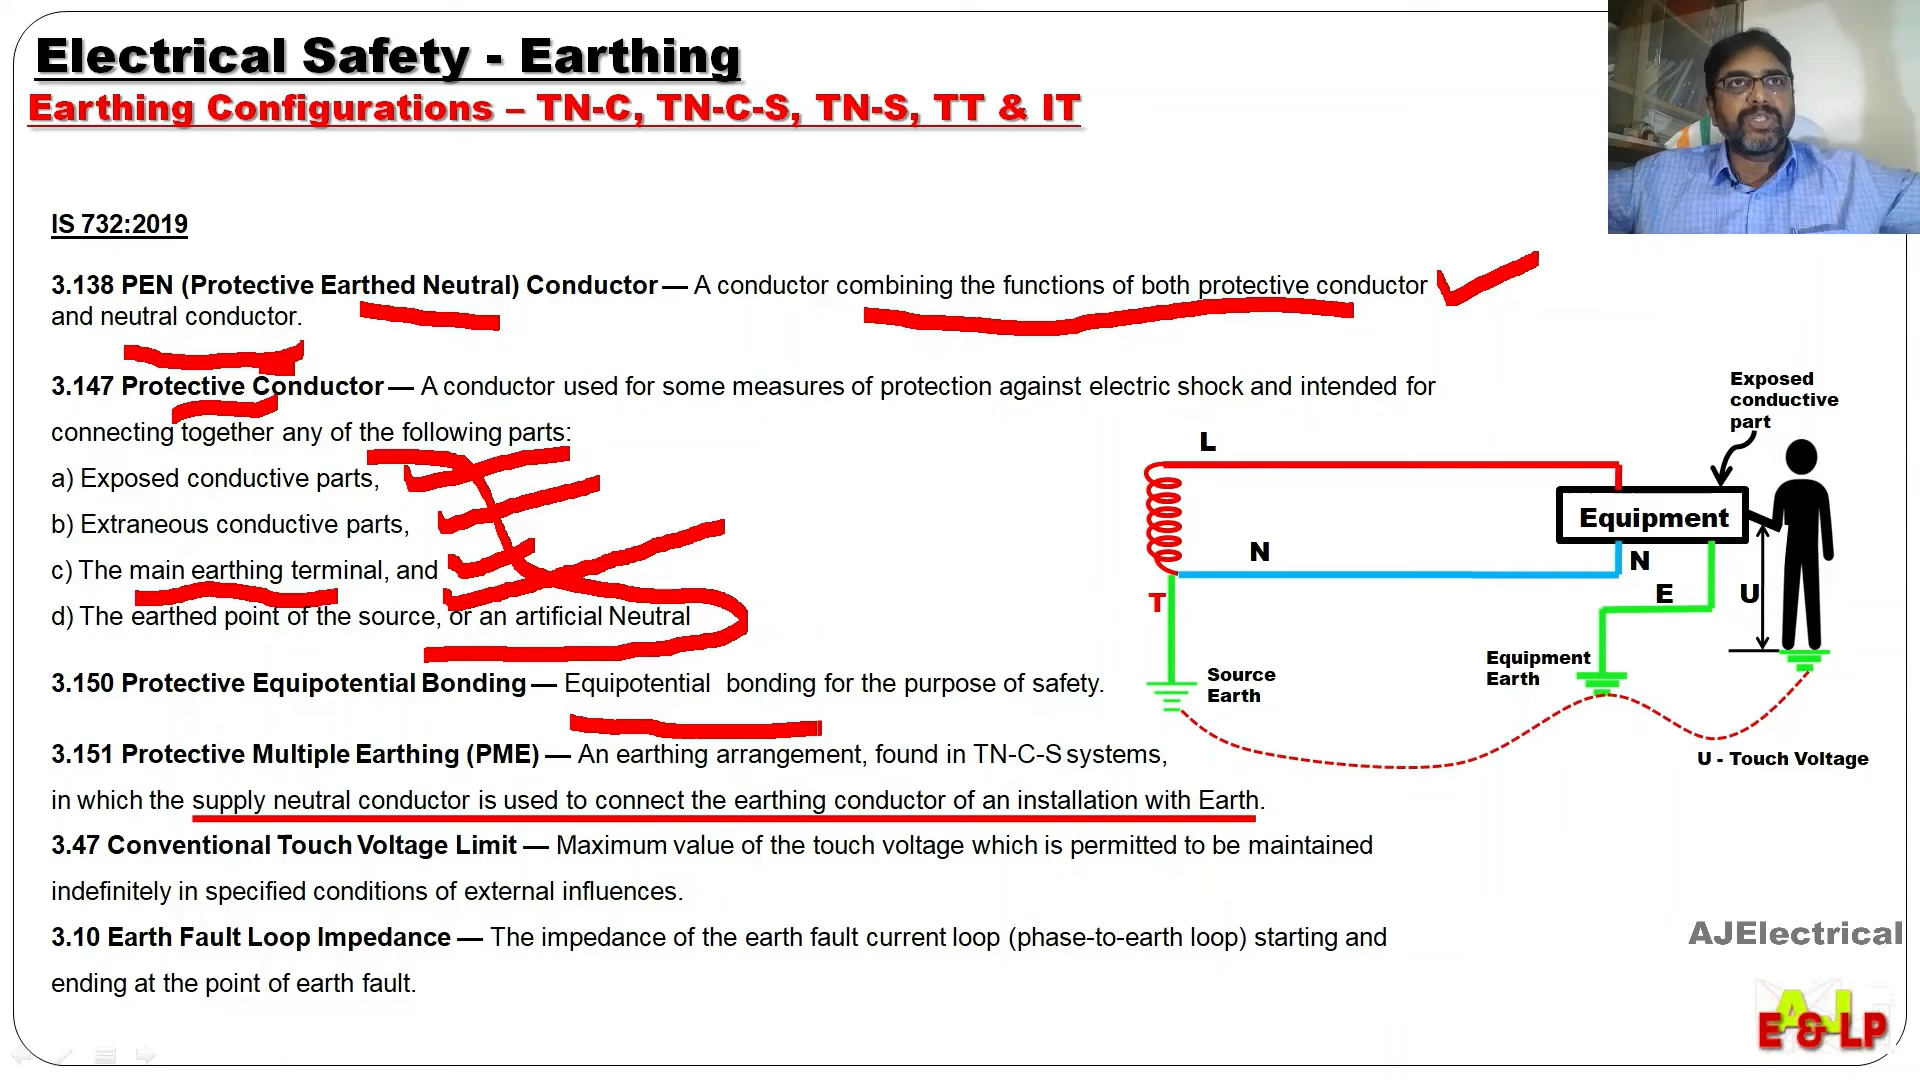 Electrical Safety - Earthing
Earthing Configurations – TN-C, TN-C-S, TN-S, TT & IT
IS 732:2019
3.138 PEN (Protective Earthed Neutral) Conductor — A conductor combining the functions of both protective conductor
and neutral conductor.
3.147 Protective Conductor — A conductor used for some measures of protection against electric shock and intended for
connecting together any of the following parts:
a) Exposed conductive parts,
b) Extraneous conductive parts,
c) The main earthing terminal, and
d) The earthed point of the source, or an artificial Neutral
3.150 Protective Equipotential Bonding — Equipotential bonding for the purpose of safety.
3.151 Protective Multiple Earthing (PME) — An earthing arrangement, found in TN-C-S systems,
in which the supply neutral conductor is used to connect the earthing conductor of an installation with Earth.
3.47 Conventional Touch Voltage Limit — Maximum value of the touch voltage which is permitted to be maintained
indefinitely in specified conditions of external influences.
3.10 Earth Fault Loop Impedance — The impedance of the earth fault current loop (phase-to-earth loop) starting and
ending at the point of earth fault.
Exposed
conductive
part
L
Equipment
N
N
T
E
U
Source
Earth
Equipment
Earth
U - Touch Voltage
AJElectrical
AJ
E & LP